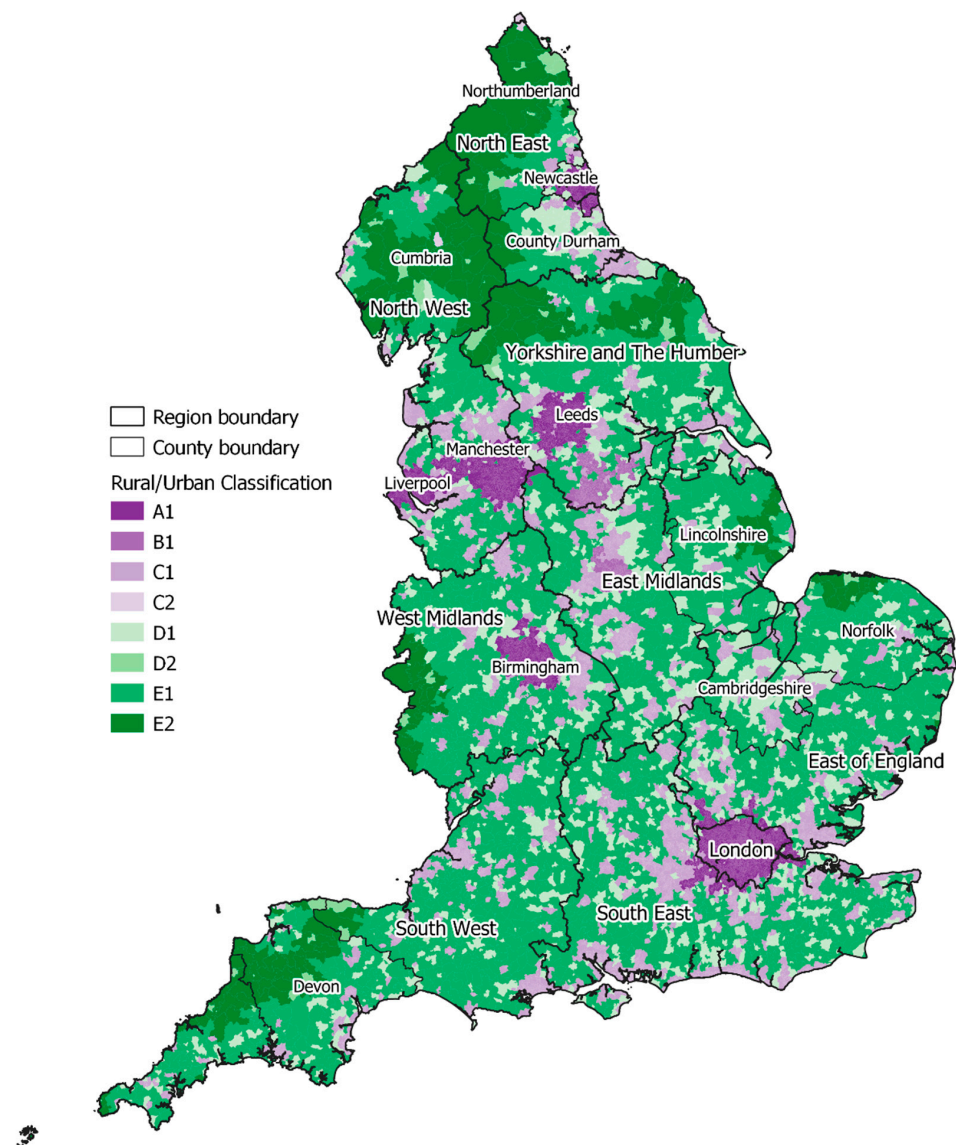 Northumberland
North East
Newcastle
County Durham
Cumbria
North West
Yorkshire and The Humber
Leeds
Manchester
Liverpool
Region boundary
County boundary
Rural/Urban Classification
A1
B1
C1
C2
D1
D2
E1
E2
Lincolnshire
East Midlands
West Midlands
Norfolk
Birmingham
Cambridgeshire
East of England
London
South East
South West
Devon